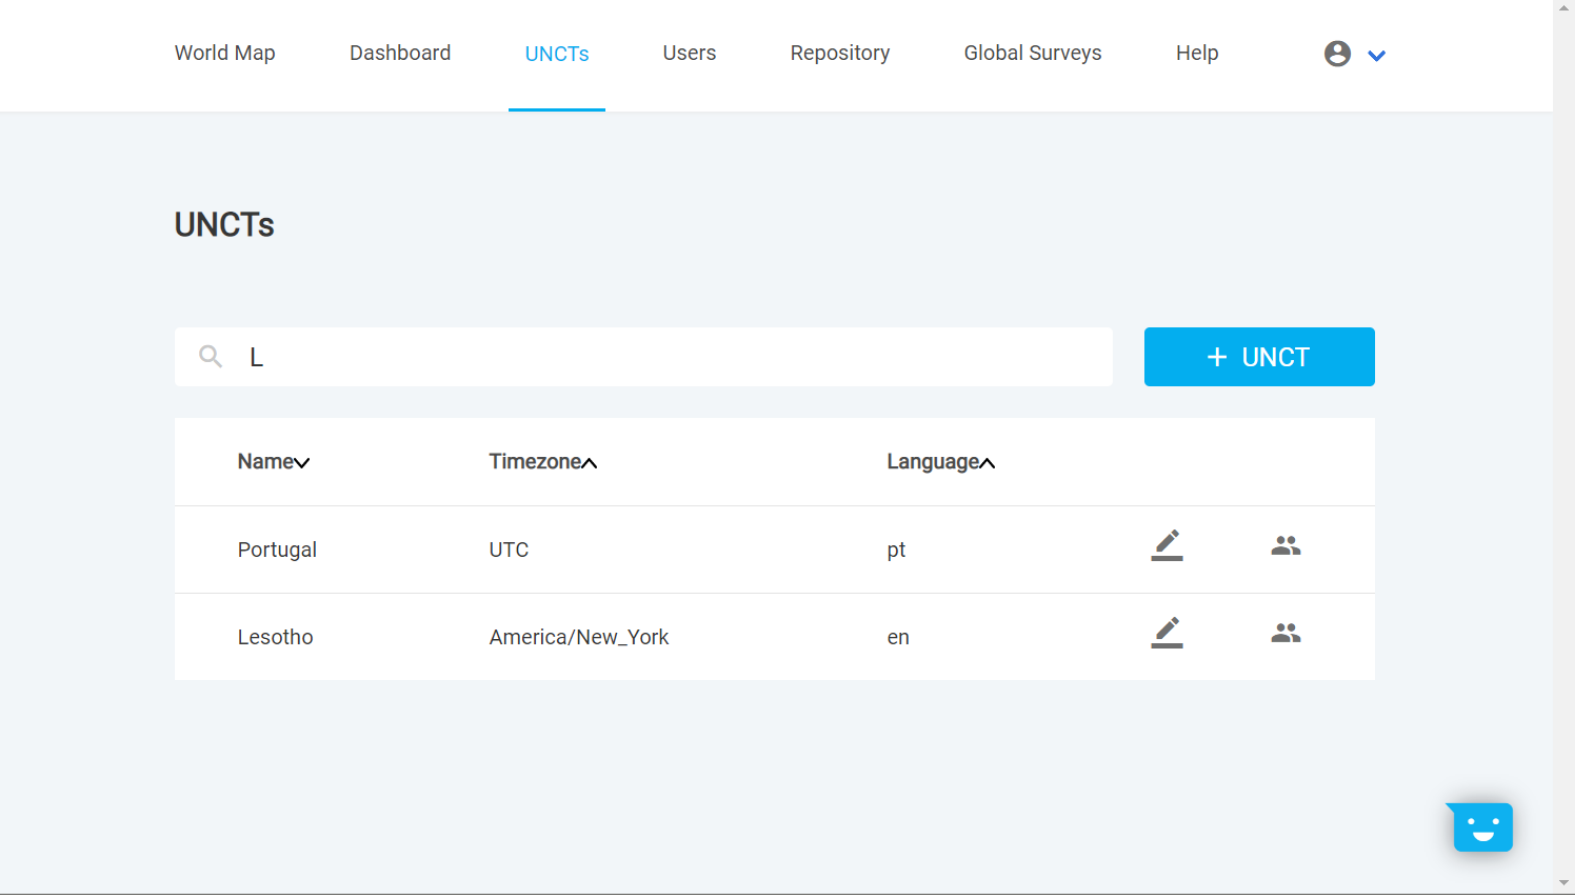 World Map Dashboard UNCTs Users Repository Global Surveys Help
UNCTs
L
+ UNCT
Name Timezone Language
Portugal UTC pt
Lesotho America/New_York en